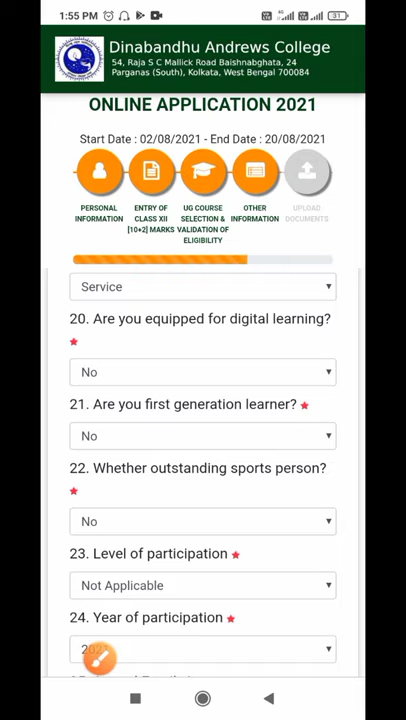 1:55 PM
31
Dinabandhu Andrews College
54, Raja S C Mallick Road Baishnabghata, 24
Parganas (South), Kolkata, West Bengal 700084
ONLINE APPLICATION 2021
Start Date : 02/08/2021 - End Date : 20/08/2021
PERSONAL INFORMATION
ENTRY OF CLASS XII [10+2] MARKS
UG COURSE SELECTION & VALIDATION OF ELIGIBILITY
OTHER INFORMATION
UPLOAD DOCUMENTS
Service
20. Are you equipped for digital learning?
No
21. Are you first generation learner?
No
22. Whether outstanding sports person?
No
23. Level of participation
Not Applicable
24. Year of participation